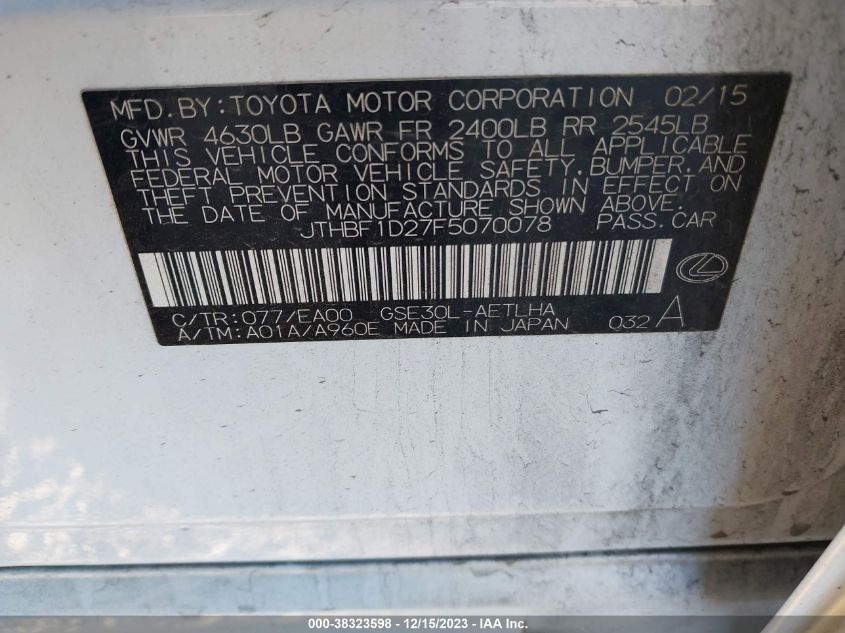 MFD.BY:TOYOTA MOTOR CORPORATION 02/15
GVWR 4630LB GAWR FR 2400LB RR 2545LB
THIS VEHICLE CONFORMS TO ALL APPLICABLE
FEDERAL MOTOR VEHICLE SAFETY,BUMPER,AND
THEFT PREVENTION STANDARDS IN EFFECT ON
THE DATE OF MANUFACTURE SHOWN ABOVE.
JTHBF1D27F5070078 PASS.CAR
C/TR:077/EA00 GSE30L-AETLHA
A/TM:A01A/A960E MADE IN JAPAN 032 A
000-38323598 - 12/15/2023 - IAA Inc.